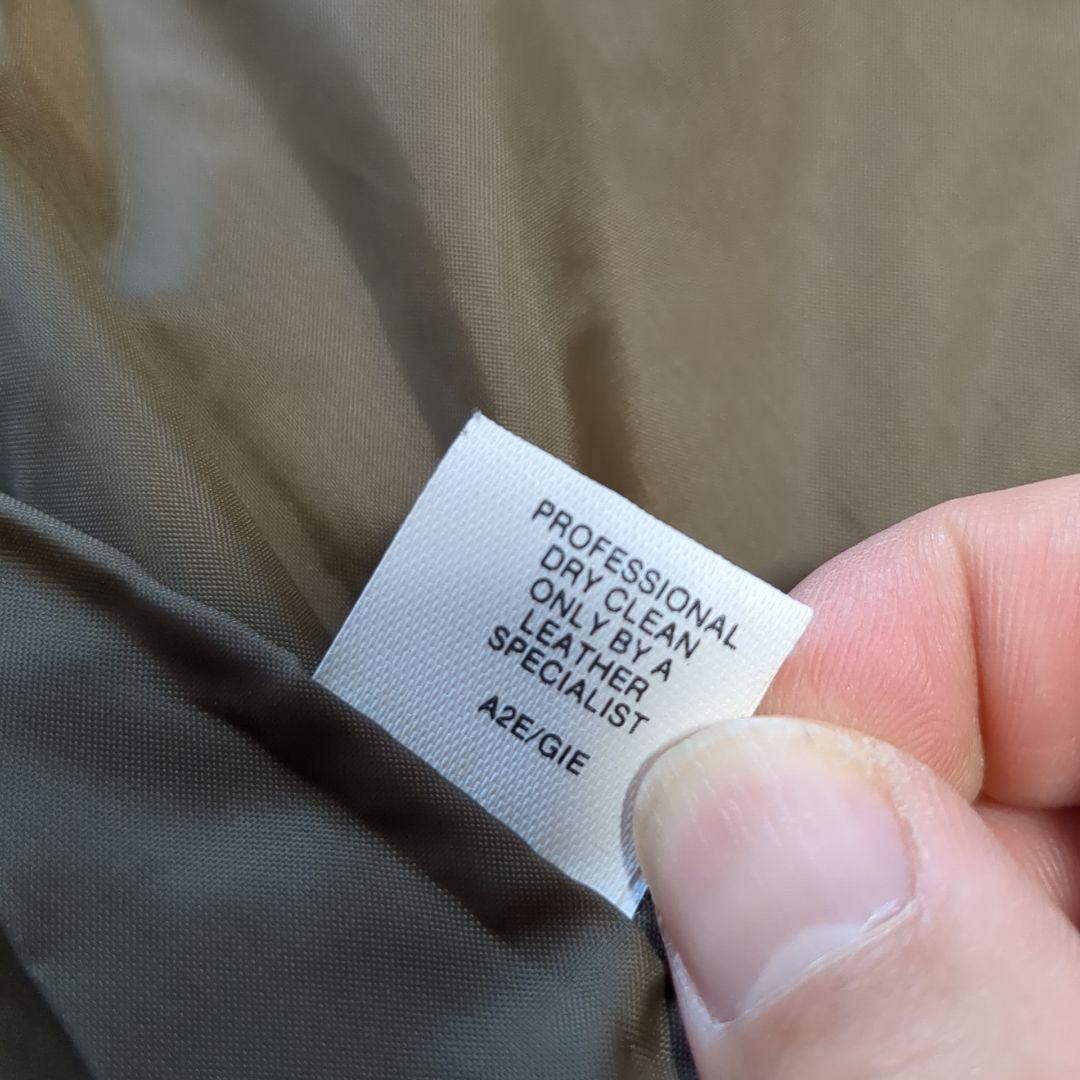 PROFESSIONAL
DRY CLEAN
ONLY BY A
LEATHER
SPECIALIST
A2E/GIE